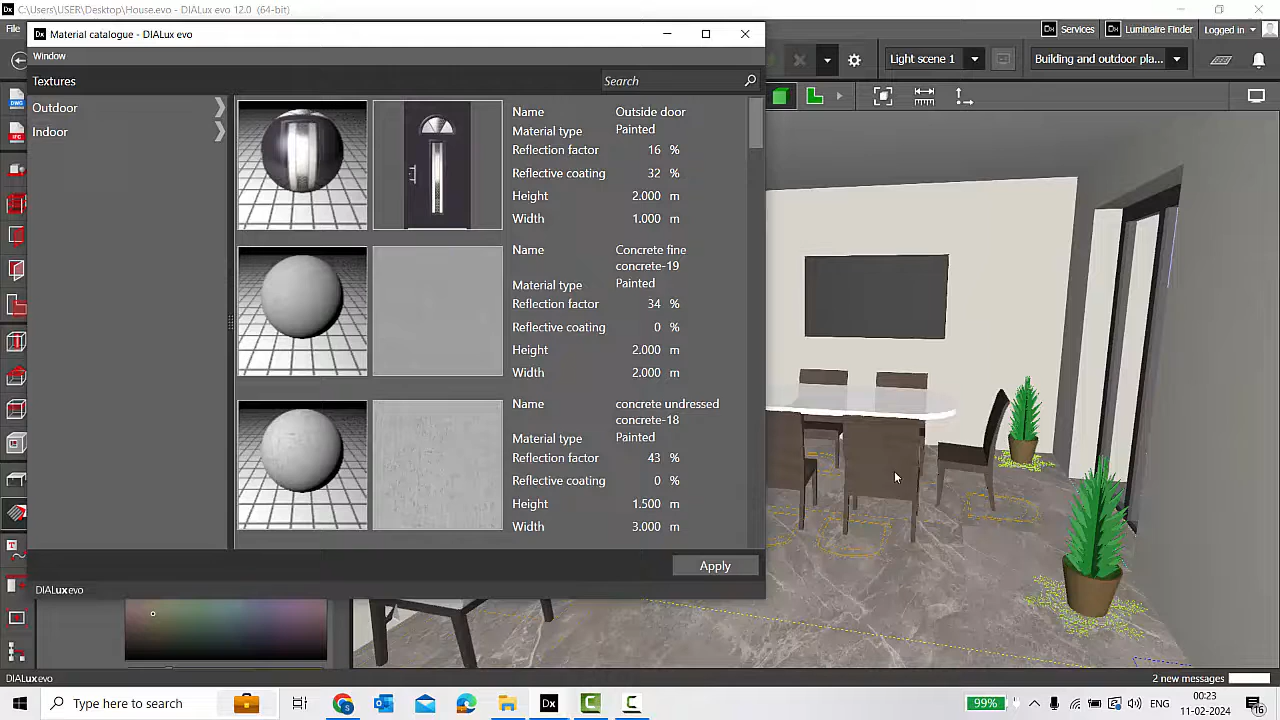 C:\Users\USER\Desktop\House.evo - DIALux evo 12.0 (64-bit)
File
Material catalogue - DIALux evo
Window
Services
Luminaire Finder
Logged in
Light scene 1
Building and outdoor pla...
Textures
Search
Outdoor
Indoor
Name Outside door
Material type Painted
Reflection factor 16 %
Reflective coating 32 %
Height 2.000 m
Width 1.000 m
Name Concrete fine
concrete-19
Material type Painted
Reflection factor 34 %
Reflective coating 0 %
Height 2.000 m
Width 2.000 m
Name concrete undressed
concrete-18
Material type Painted
Reflection factor 43 %
Reflective coating 0 %
Height 1.500 m
Width 3.000 m
Apply
DIALux evo
DWG
IFC
DIALux evo
2 new messages
Type here to search
99%
ENG
00:23
11-02-2024
16